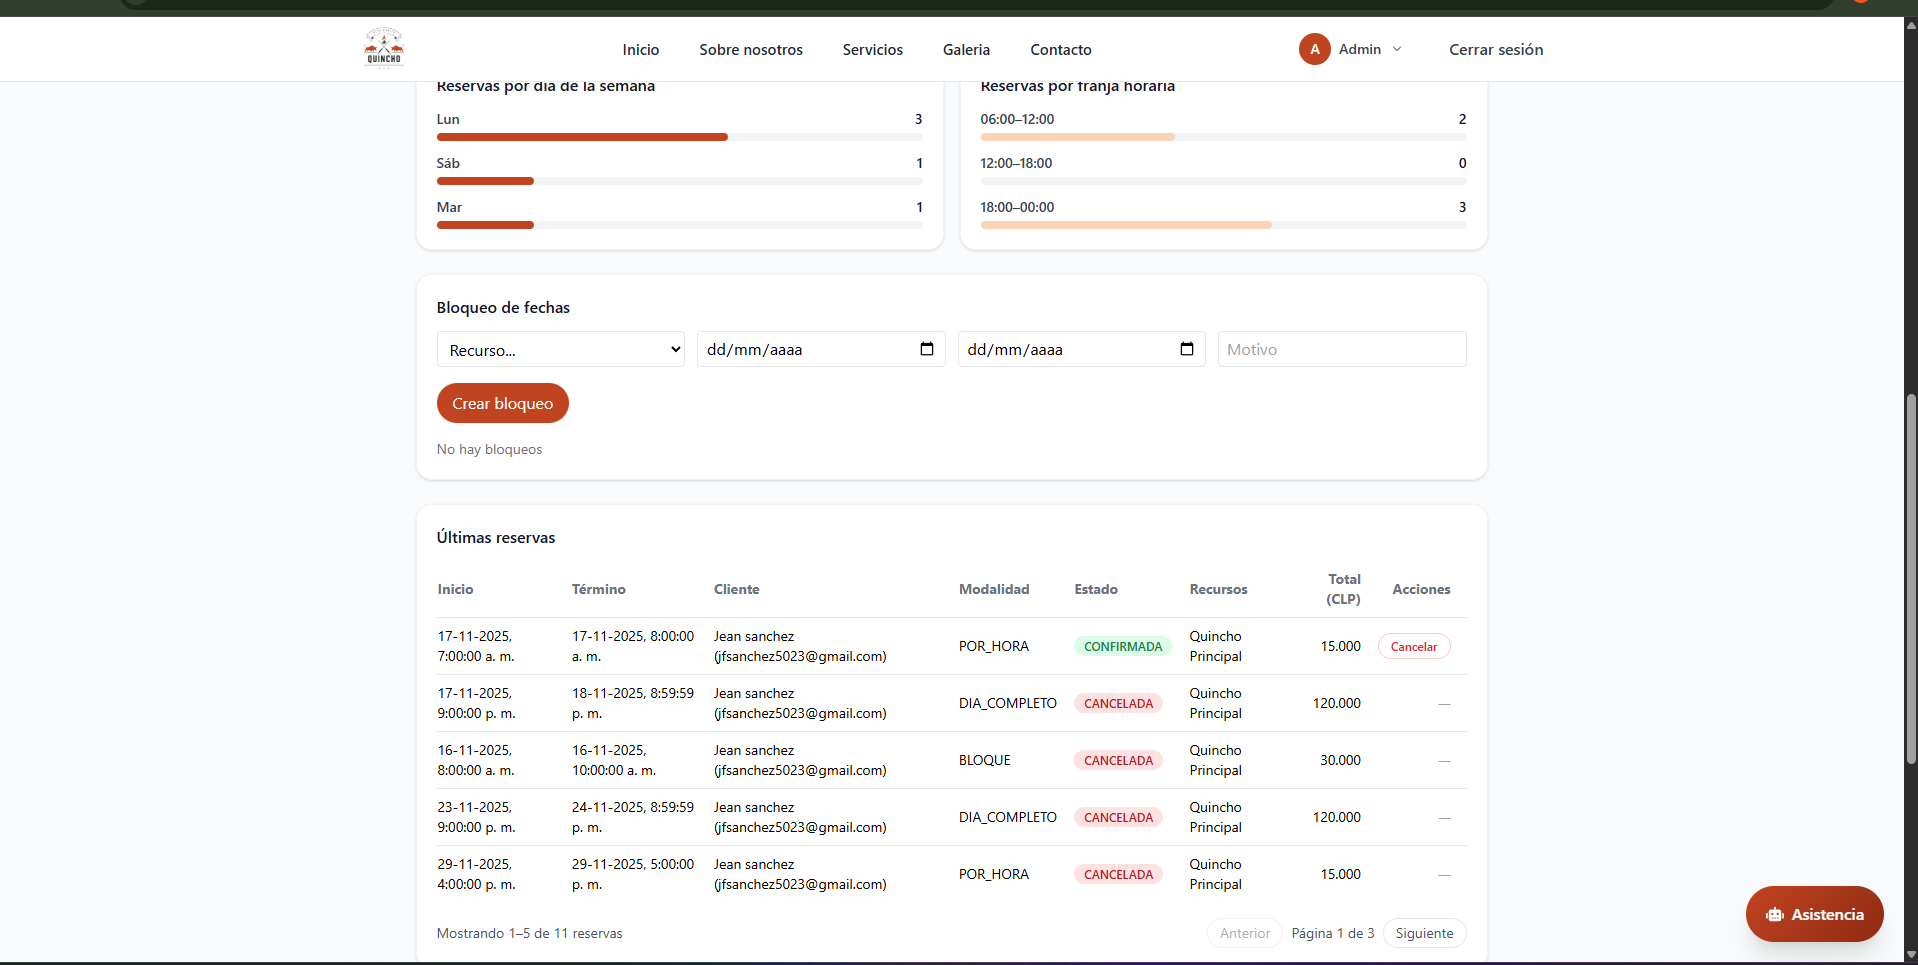 QUINCHO
Inicio
Sobre nosotros
Servicios
Galeria
Contacto
A
Admin
Cerrar sesión
Reservas por día de la semana
Lun 3
Sáb 1
Mar 1
Reservas por franja horaria
06:00–12:00 2
12:00–18:00 0
18:00–00:00 3
Bloqueo de fechas
Recurso... dd/mm/aaaa dd/mm/aaaa Motivo
Crear bloqueo
No hay bloqueos
Últimas reservas
Inicio Término Cliente Modalidad Estado Recursos Total (CLP) Acciones
17-11-2025, 7:00:00 a. m. 17-11-2025, 8:00:00 a. m. Jean sanchez (jfsanchez5023@gmail.com) POR_HORA CONFIRMADA Quincho Principal 15.000 Cancelar
17-11-2025, 9:00:00 p. m. 18-11-2025, 8:59:59 p. m. Jean sanchez (jfsanchez5023@gmail.com) DIA_COMPLETO CANCELADA Quincho Principal 120.000 —
16-11-2025, 8:00:00 a. m. 16-11-2025, 10:00:00 a. m. Jean sanchez (jfsanchez5023@gmail.com) BLOQUE CANCELADA Quincho Principal 30.000 —
23-11-2025, 9:00:00 p. m. 24-11-2025, 8:59:59 p. m. Jean sanchez (jfsanchez5023@gmail.com) DIA_COMPLETO CANCELADA Quincho Principal 120.000 —
29-11-2025, 4:00:00 p. m. 29-11-2025, 5:00:00 p. m. Jean sanchez (jfsanchez5023@gmail.com) POR_HORA CANCELADA Quincho Principal 15.000 —
Mostrando 1–5 de 11 reservas
Anterior Página 1 de 3 Siguiente
Asistencia